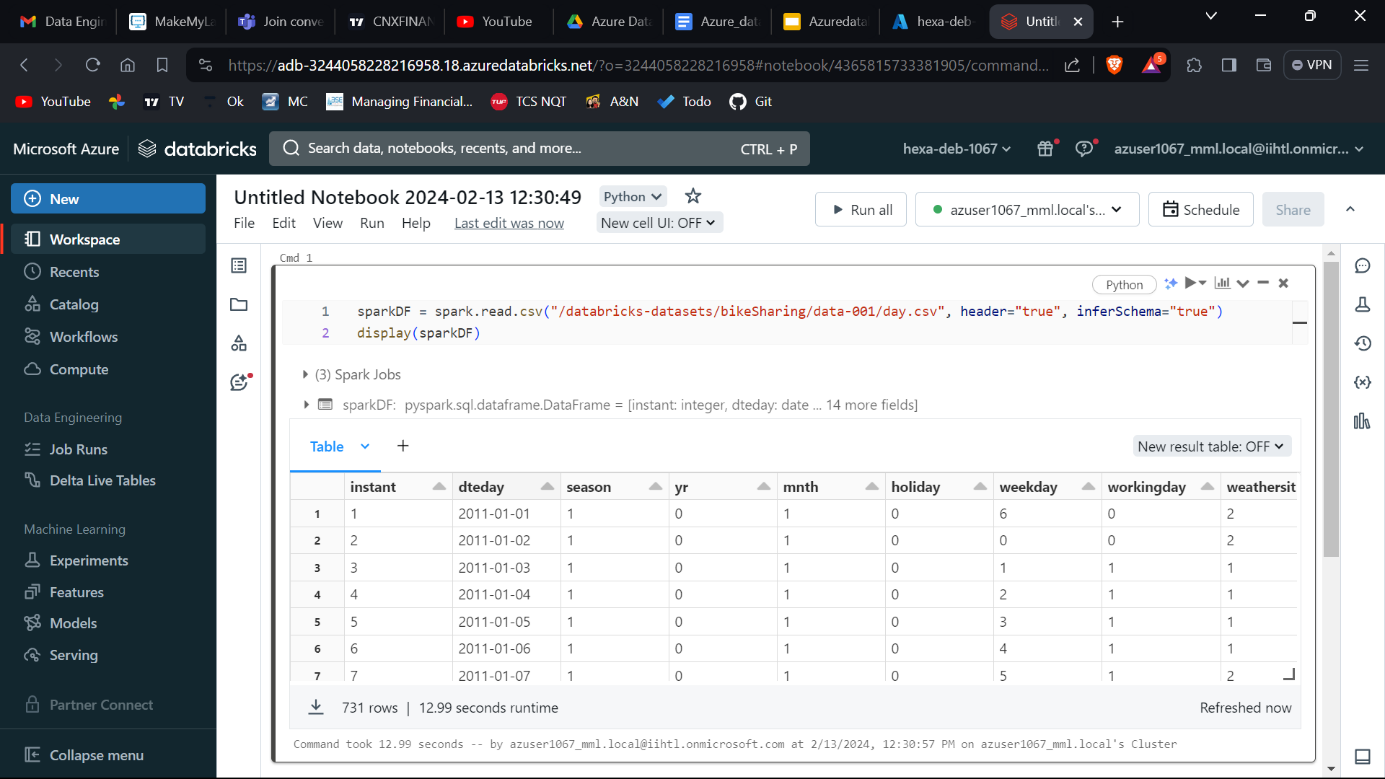 Data Engin
MakeMyLa
Join conve
CNXFINAN
YouTube
Azure Data
Azure_dat
Azuredata
hexa-deb-
Untitle
https://adb-3244058228216958.18.azuredatabricks.net/?o=3244058228216958#notebook/4365815733381905/command...
5
VPN
YouTube
TV
Ok
MC
Managing Financial...
TCS NQT
A&N
Todo
Git
Microsoft Azure
databricks
Search data, notebooks, recents, and more...
CTRL + P
hexa-deb-1067
azuser1067_mml.local@iihtl.onmicr...
New
Workspace
Recents
Catalog
Workflows
Compute
Data Engineering
Job Runs
Delta Live Tables
Machine Learning
Experiments
Features
Models
Serving
Partner Connect
Collapse menu
Untitled Notebook 2024-02-13 12:30:49
Python
File Edit View Run Help Last edit was now
New cell UI: OFF
Run all
azuser1067_mml.local's...
Schedule
Share
Cmd 1
Python
1 sparkDF = spark.read.csv("/databricks-datasets/bikeSharing/data-001/day.csv", header="true", inferSchema="true")
2 display(sparkDF)
(3) Spark Jobs
sparkDF: pyspark.sql.dataframe.DataFrame = [instant: integer, dteday: date ... 14 more fields]
Table +
New result table: OFF
instant dteday season yr mnth holiday weekday workingday weathersit
1 1 2011-01-01 1 0 1 0 6 0 2
2 2 2011-01-02 1 0 1 0 0 0 2
3 3 2011-01-03 1 0 1 0 1 1 1
4 4 2011-01-04 1 0 1 0 2 1 1
5 5 2011-01-05 1 0 1 0 3 1 1
6 6 2011-01-06 1 0 1 0 4 1 1
7 7 2011-01-07 1 0 1 0 5 1 2
731 rows | 12.99 seconds runtime
Refreshed now
Command took 12.99 seconds -- by azuser1067_mml.local@iihtl.onmicrosoft.com at 2/13/2024, 12:30:57 PM on azuser1067_mml.local's Cluster